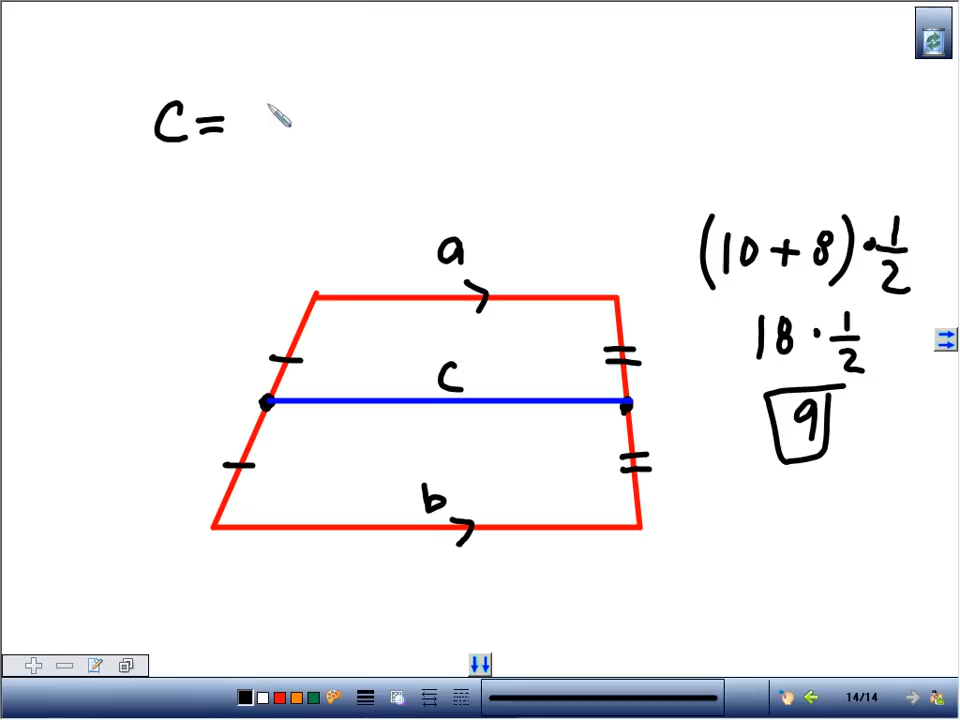 C=
a
(10 + 8) · 1/2
18 · 1/2
C
9
b
14/14